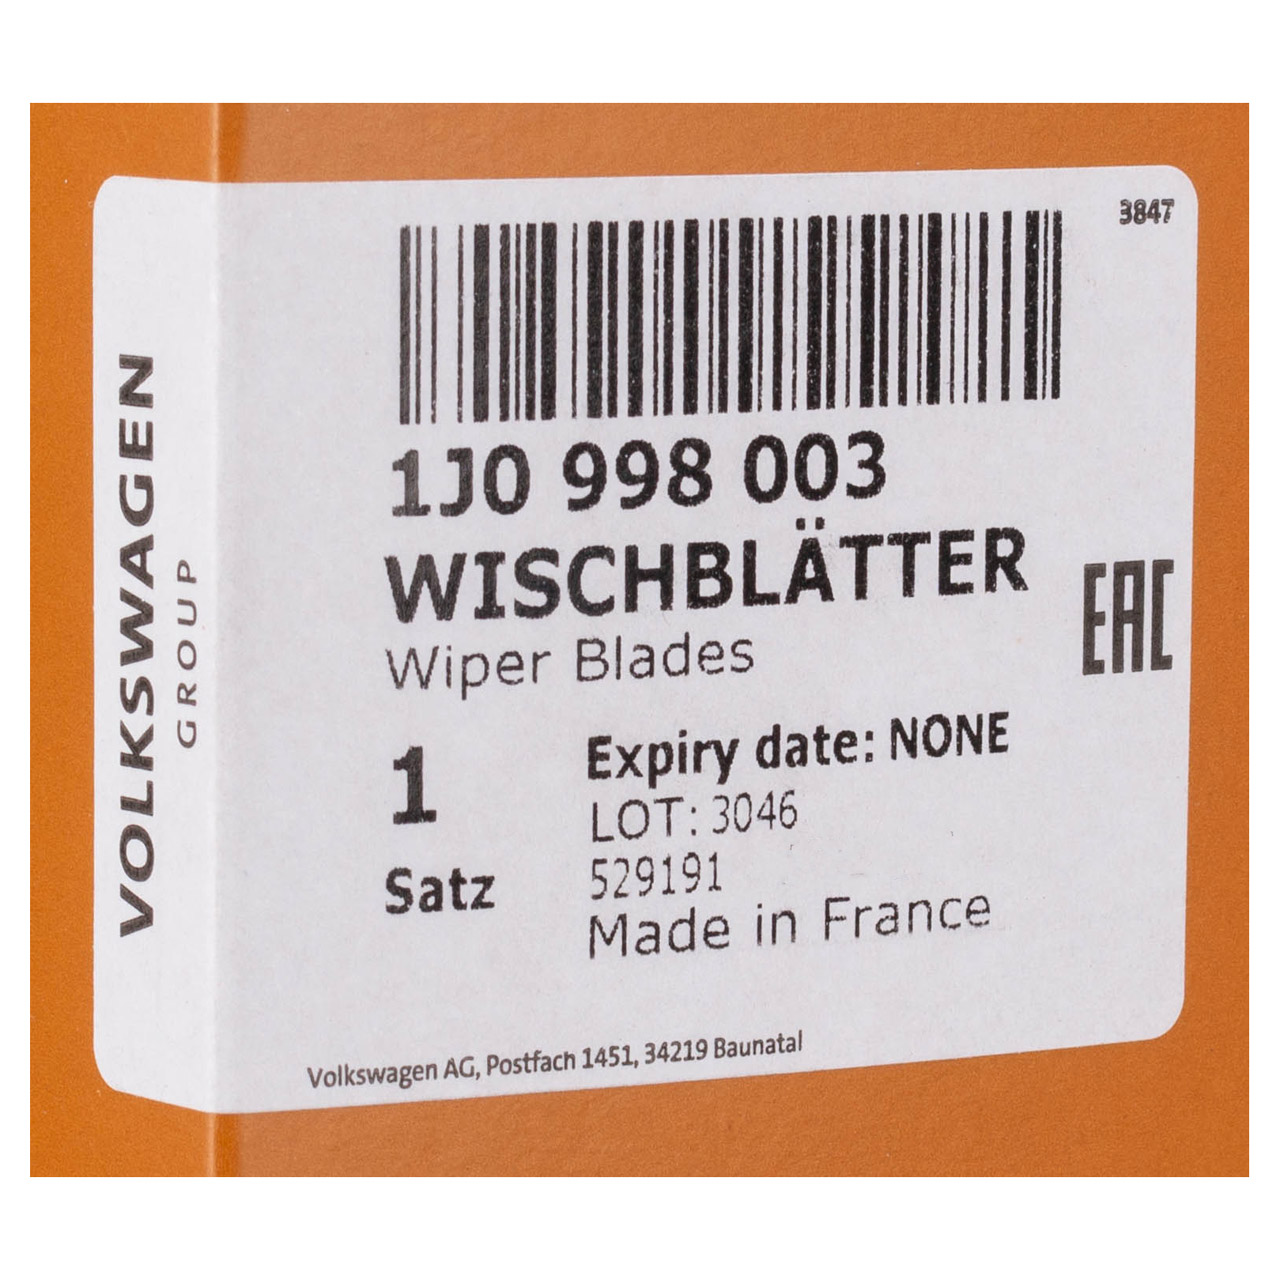 VOLKSWAGEN
GROUP
3847
1J0 998 003
WISCHBLÄTTER
Wiper Blades
EAC
1
Satz
Expiry date: NONE
LOT: 3046
529191
Made in France
Volkswagen AG, Postfach 1451, 34219 Baunatal